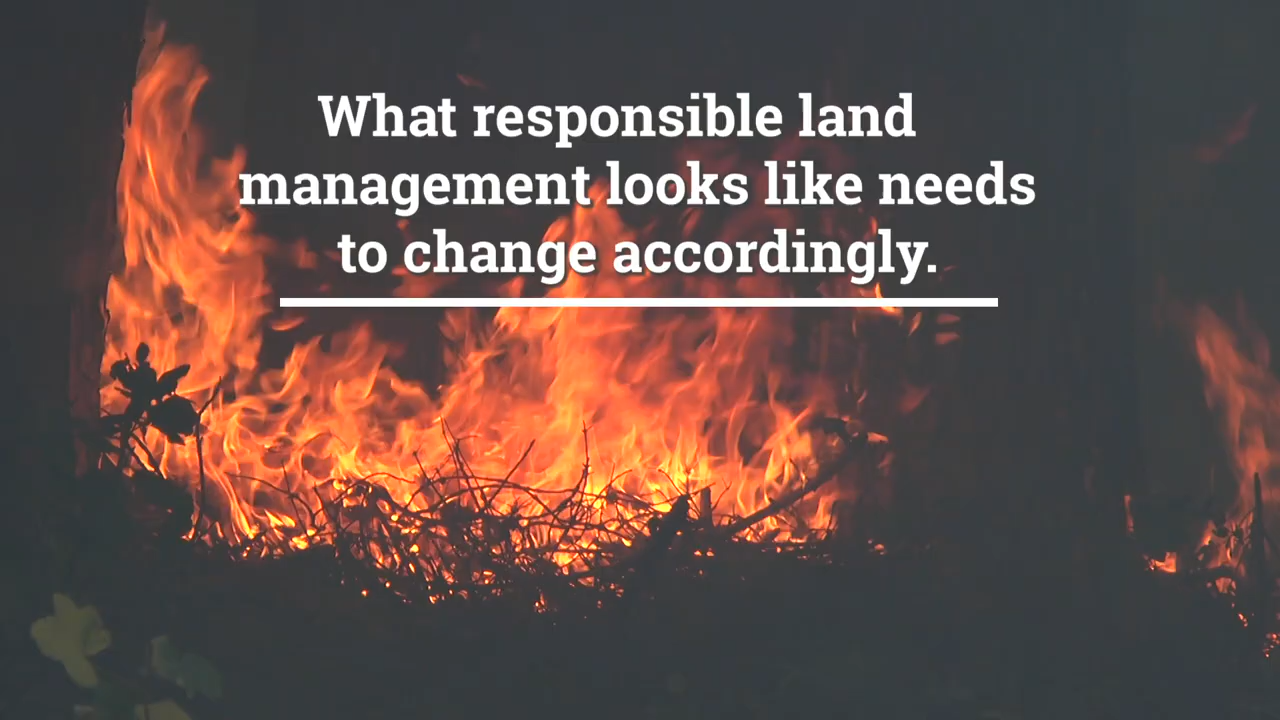 What responsible land
management looks like needs
to change accordingly.